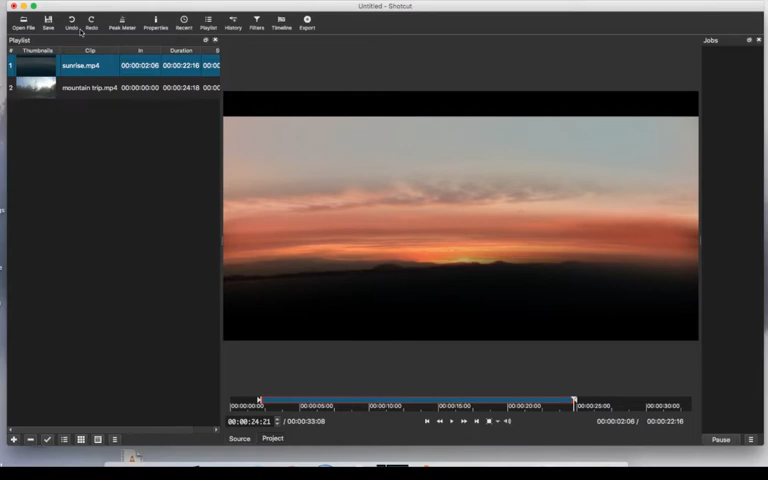 Untitled - Shotcut
Open File Save Undo Redo Peak Meter Properties Recent Playlist History Filters Timeline Export
Playlist
# Thumbnails Clip In Duration S
1 sunrise.mp4 00:00:02:06 00:00:22:16 00:0
2 mountain trip.mp4 00:00:00:00 00:00:24:18 00:0
Jobs
00:00:00:00 00:00:05:00 00:00:10:00 00:00:15:00 00:00:20:00 00:00:25:00 00:00:30:00
00:00:24:21 / 00:00:33:08 00:00:02:06 / 00:00:22:16
Source Project Pause